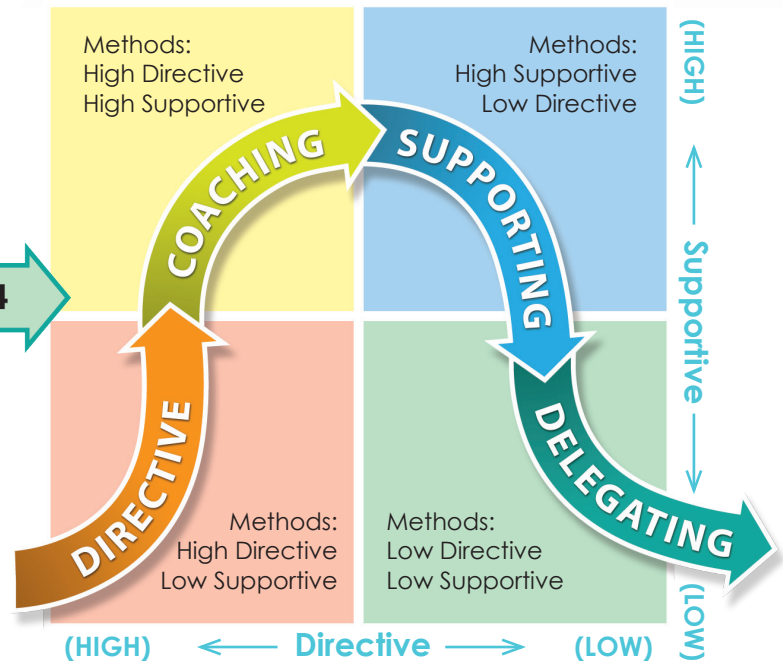 Methods:
High Directive
High Supportive
Methods:
High Supportive
Low Directive
(HIGH)
COACHING
SUPPORTING
4
Supportive
DIRECTIVE
DELEGATING
Methods:
High Directive
Low Supportive
Methods:
Low Directive
Low Supportive
(LOW)
(HIGH) Directive (LOW)